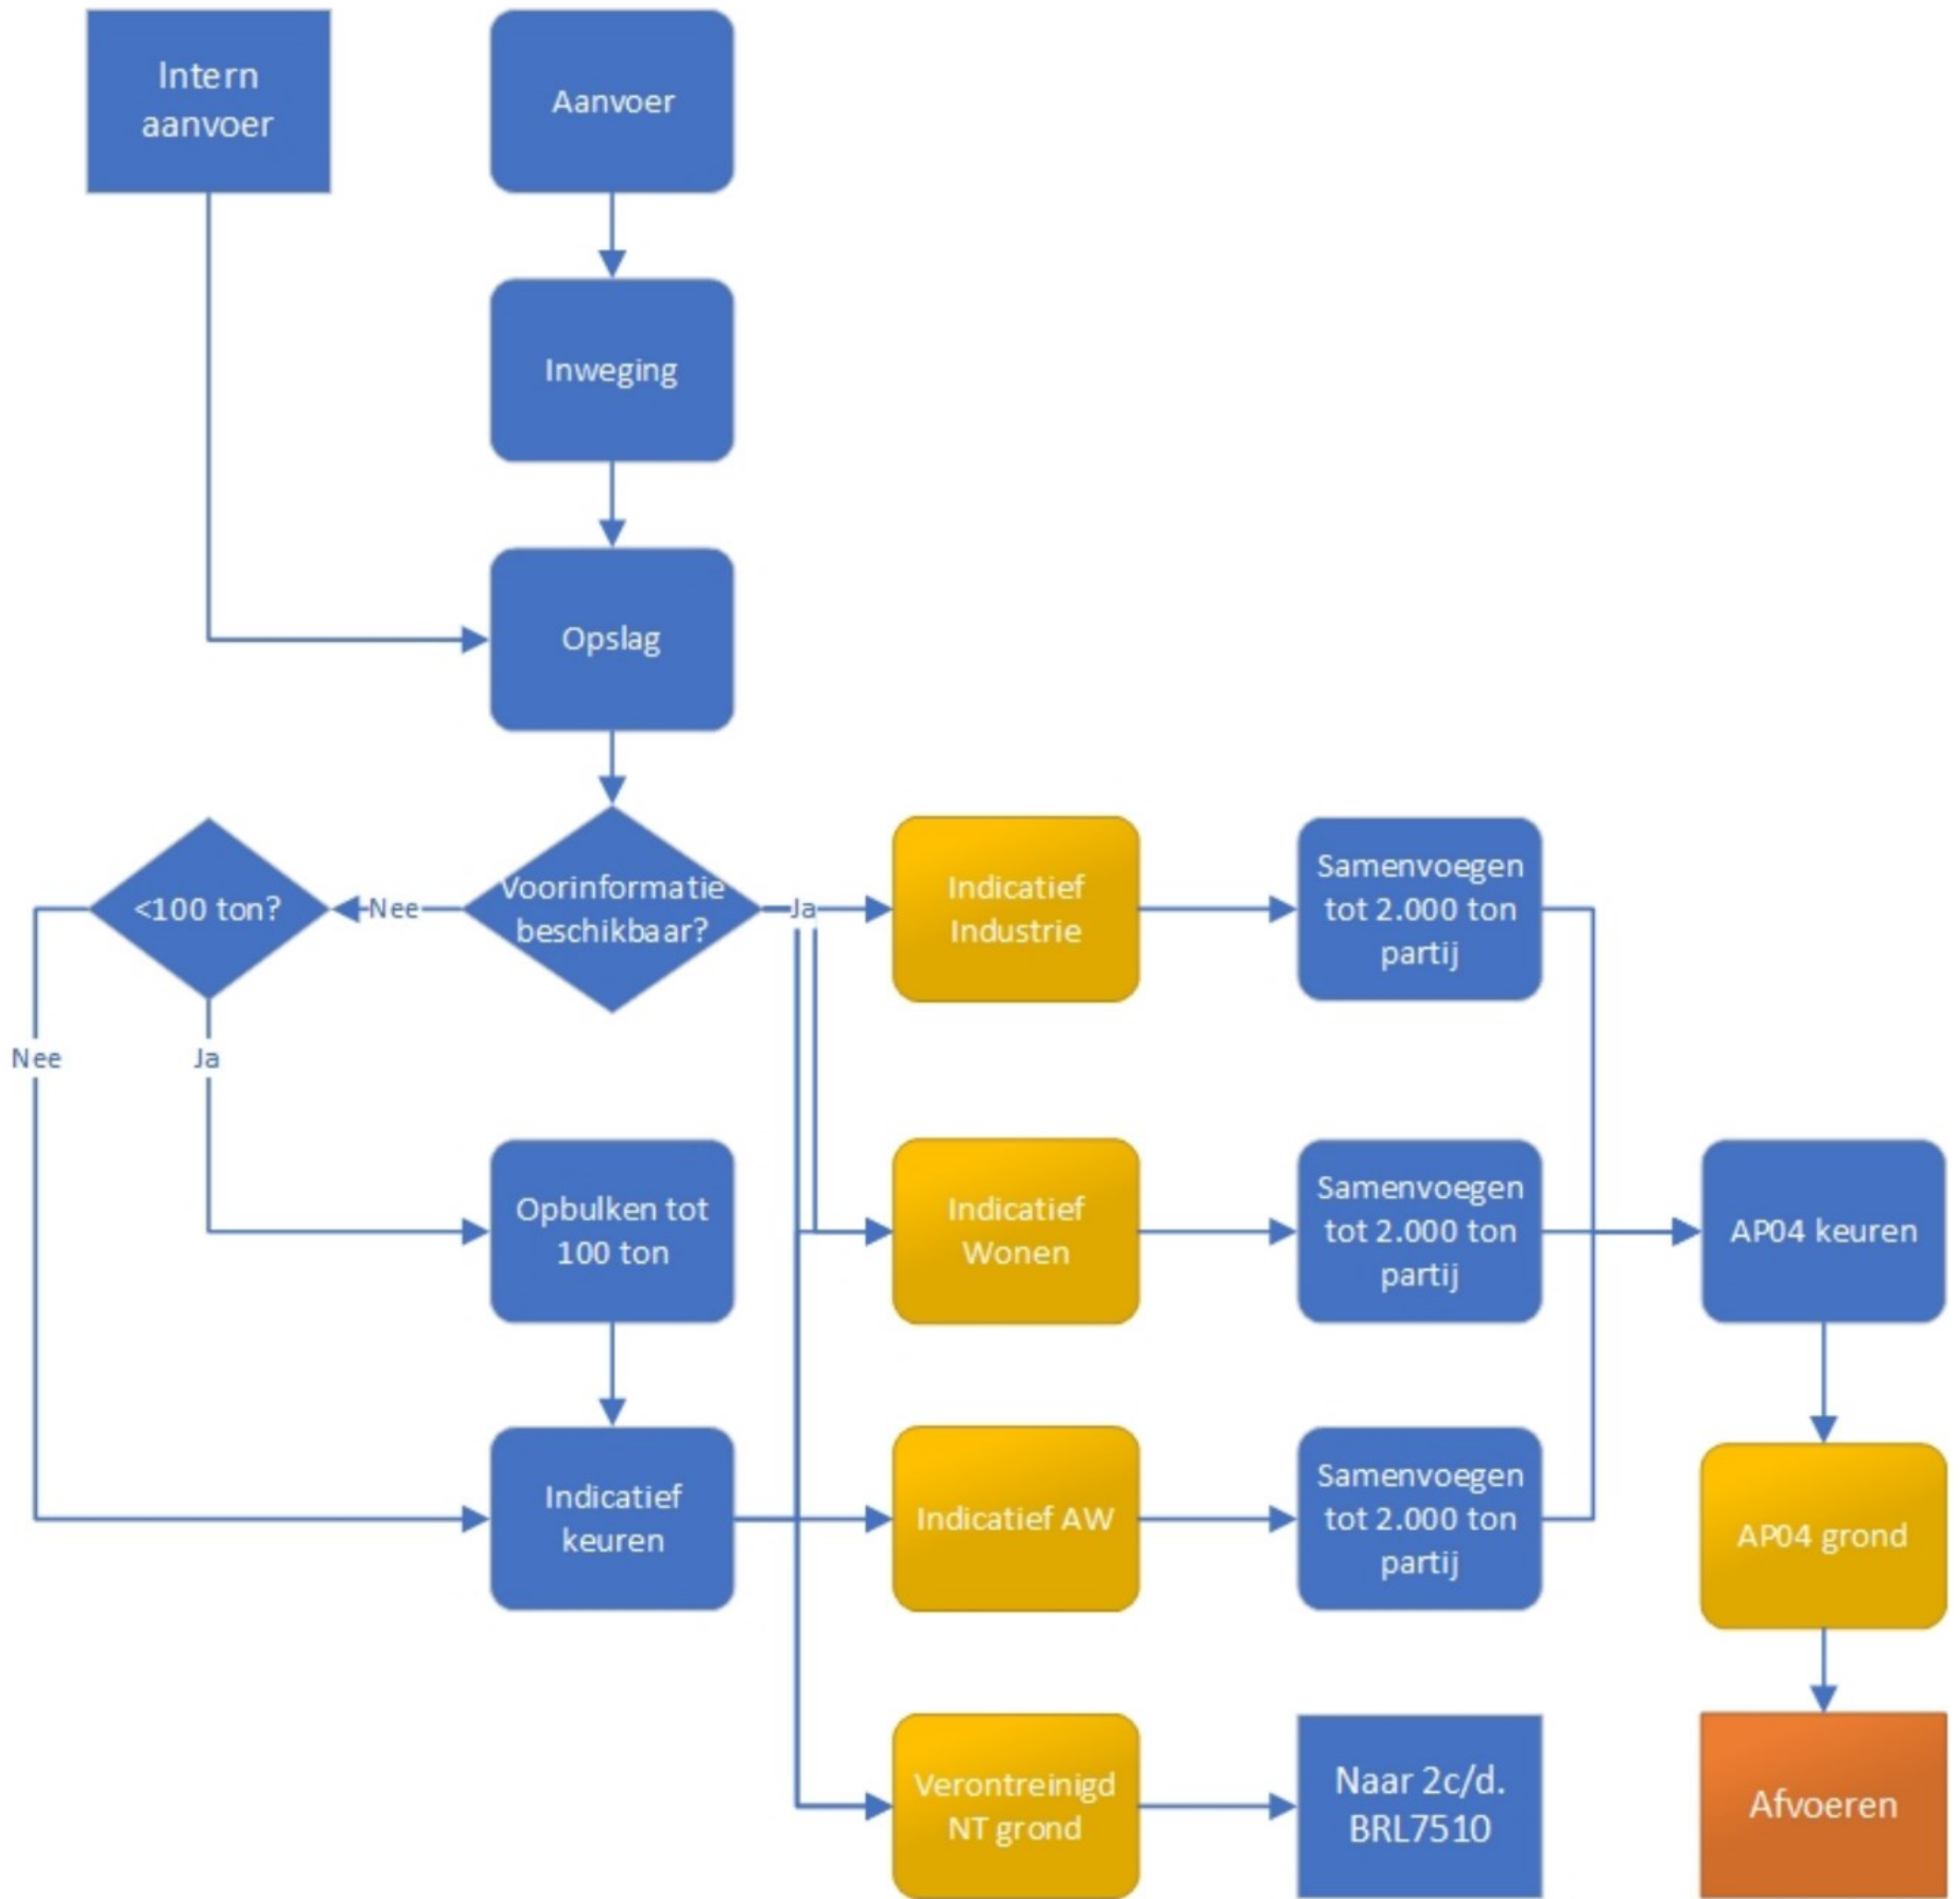 Intern
aanvoer
Aanvoer
Inweging
Opslag
<100 ton?
Nee
Voorinformatie
beschikbaar?
Ja
Indicatief
Industrie
Samenvoegen
tot 2.000 ton
partij
Nee
Ja
Opbulken tot
100 ton
Indicatief
Wonen
Samenvoegen
tot 2.000 ton
partij
AP04 keuren
Indicatief
keuren
Indicatief AW
Samenvoegen
tot 2.000 ton
partij
AP04 grond
Verontreinigd
NT grond
Naar 2c/d.
BRL7510
Afvoeren